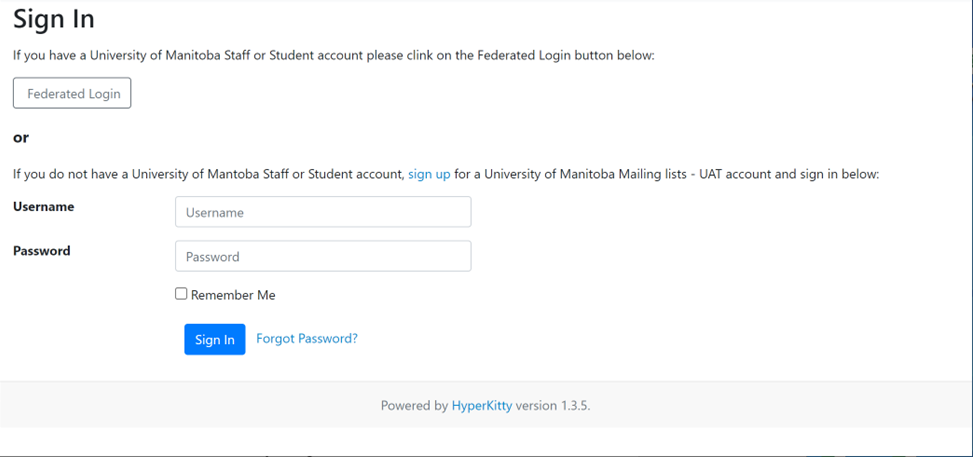 Sign In
If you have a University of Manitoba Staff or Student account please clink on the Federated Login button below:
Federated Login
or
If you do not have a University of Mantoba Staff or Student account, sign up for a University of Manitoba Mailing lists - UAT account and sign in below:
Username
Username
Password
Password
Remember Me
Sign In Forgot Password?
Powered by HyperKitty version 1.3.5.